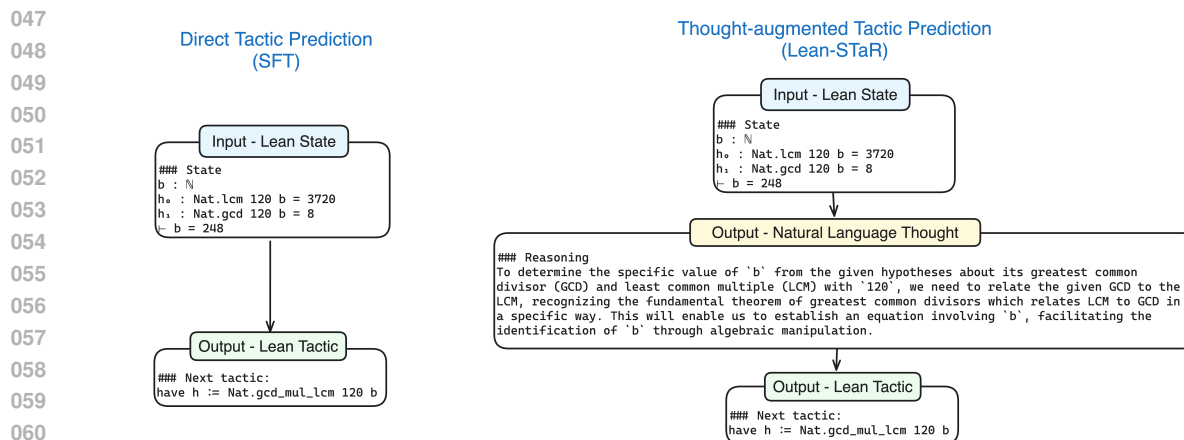 047
048
049
050
051
052
053
054
055
056
057
058
059
060
Direct Tactic Prediction
(SFT)
Input - Lean State
### State
b : ℕ
h₀ : Nat.lcm 120 b = 3720
h₁ : Nat.gcd 120 b = 8
⊢ b = 248
Output - Lean Tactic
### Next tactic:
have h := Nat.gcd_mul_lcm 120 b
Thought-augmented Tactic Prediction
(Lean-STaR)
Input - Lean State
### State
b : ℕ
h₀ : Nat.lcm 120 b = 3720
h₁ : Nat.gcd 120 b = 8
⊢ b = 248
Output - Natural Language Thought
### Reasoning
To determine the specific value of `b` from the given hypotheses about its greatest common
divisor (GCD) and least common multiple (LCM) with `120`, we need to relate the given GCD to the
LCM, recognizing the fundamental theorem of greatest common divisors which relates LCM to GCD in
a specific way. This will enable us to establish an equation involving `b`, facilitating the
identification of `b` through algebraic manipulation.
Output - Lean Tactic
### Next tactic:
have h := Nat.gcd_mul_lcm 120 b